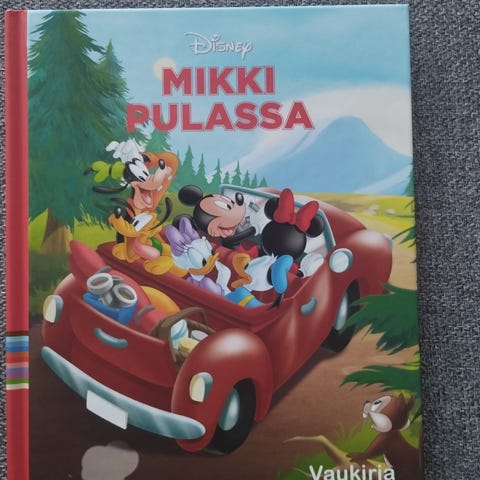 Disney
MIKKI
PULASSA
Vaukirja